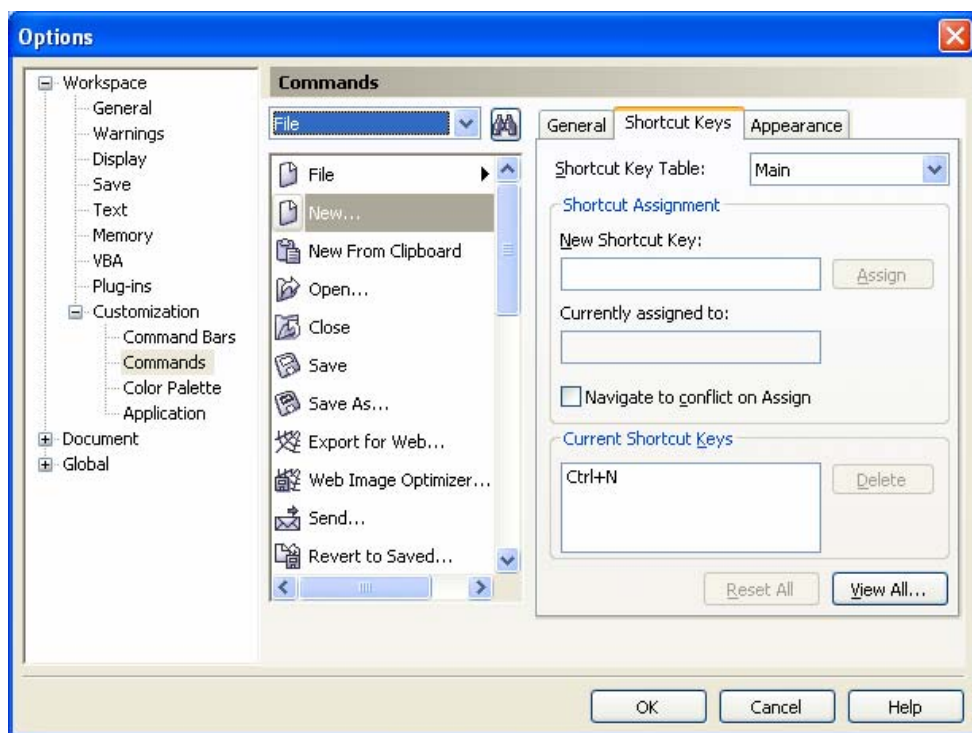 Options
Workspace
General
Warnings
Display
Save
Text
Memory
VBA
Plug-ins
Customization
Command Bars
Commands
Color Palette
Application
Document
Global
Commands
File
File
New...
New From Clipboard
Open...
Close
Save
Save As...
Export for Web...
Web Image Optimizer...
Send...
Revert to Saved...
General
Shortcut Keys
Appearance
Shortcut Key Table:
Main
Shortcut Assignment
New Shortcut Key:
Assign
Currently assigned to:
Navigate to conflict on Assign
Current Shortcut Keys
Ctrl+N
Delete
Reset All
View All...
OK
Cancel
Help